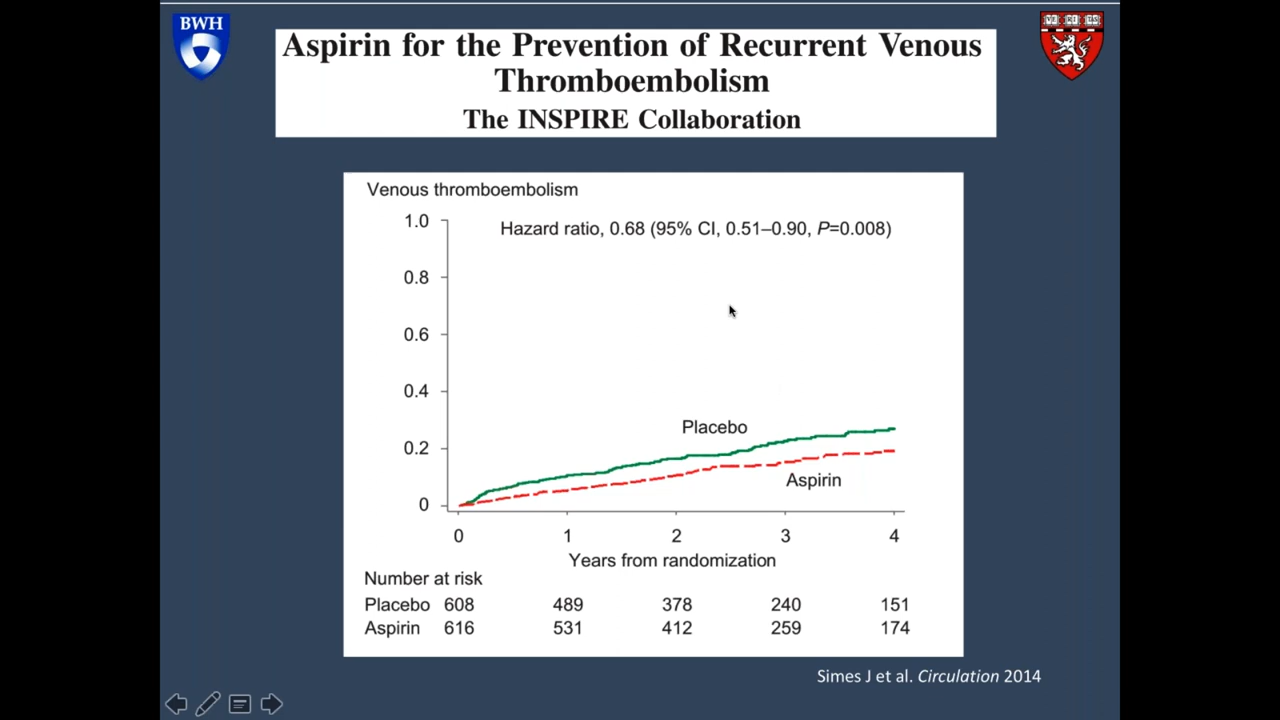 BWH
VE RI TAS
Aspirin for the Prevention of Recurrent Venous
Thromboembolism
The INSPIRE Collaboration
Venous thromboembolism
Hazard ratio, 0.68 (95% CI, 0.51–0.90, P=0.008)
1.0
0.8
0.6
0.4
0.2
0
Placebo
Aspirin
0 1 2 3 4
Years from randomization
Number at risk
Placebo 608 489 378 240 151
Aspirin 616 531 412 259 174
Simes J et al. Circulation 2014